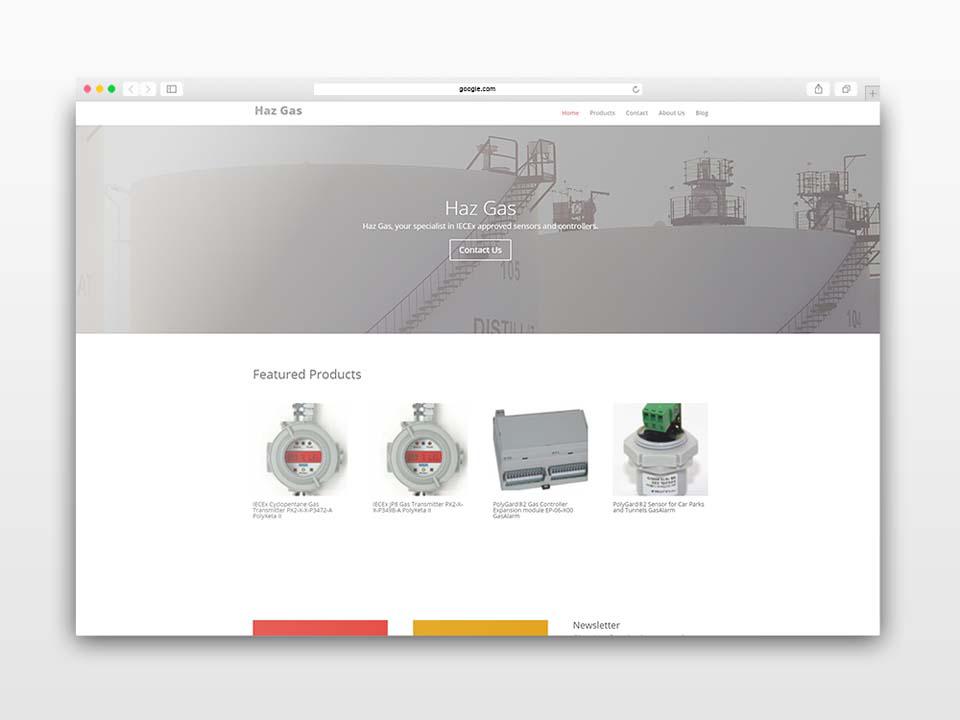 google.com
Haz Gas
Home Products Contact About Us Blog
Haz Gas
Haz Gas, your specialist in IECEx approved sensors and controllers.
Contact Us
105
104
Featured Products
IECEx Cyclopentane Gas
Transmitter PX2-X-X-P3472-A
PolyXeta II
IECEx JP8 Gas Transmitter PX2-X-
X-P3498-A PolyXeta II
PolyGard®2 Gas Controller
Expansion module EP-06-X00
GasAlarm
PolyGard®2 Sensor for Car Parks
and Tunnels GasAlarm
Newsletter